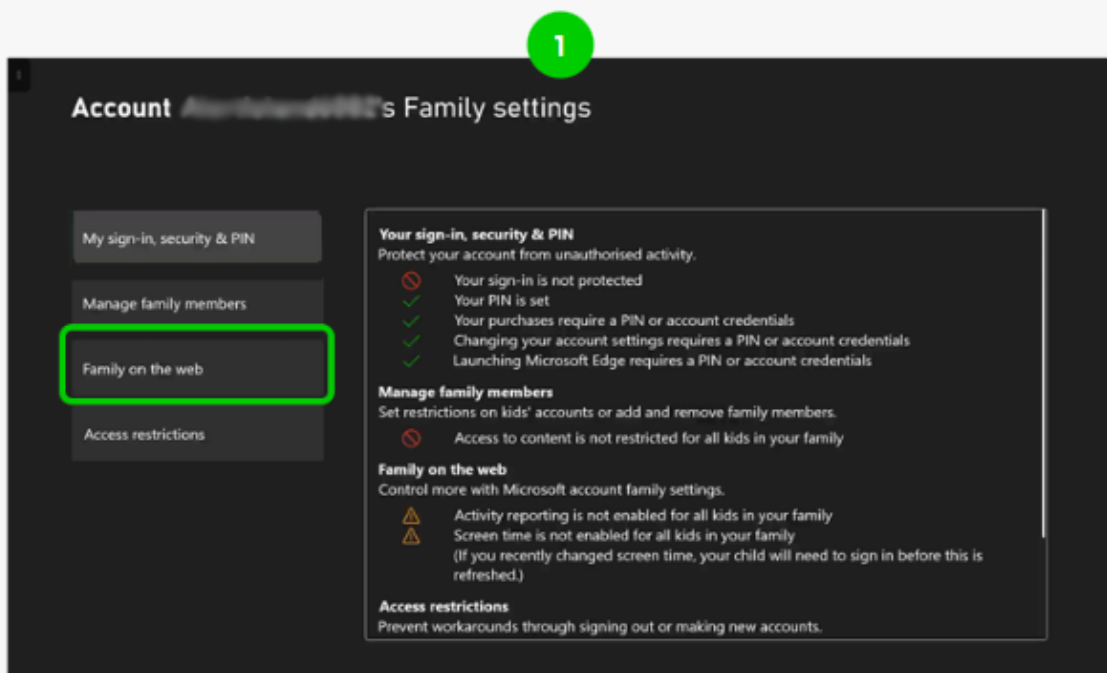 1
Account 's Family settings
My sign-in, security & PIN
Manage family members
Family on the web
Access restrictions
Your sign-in, security & PIN
Protect your account from unauthorised activity.
Your sign-in is not protected
Your PIN is set
Your purchases require a PIN or account credentials
Changing your account settings requires a PIN or account credentials
Launching Microsoft Edge requires a PIN or account credentials
Manage family members
Set restrictions on kids' accounts or add and remove family members.
Access to content is not restricted for all kids in your family
Family on the web
Control more with Microsoft account family settings.
Activity reporting is not enabled for all kids in your family
Screen time is not enabled for all kids in your family
(If you recently changed screen time, your child will need to sign in before this is
refreshed.)
Access restrictions
Prevent workarounds through signing out or making new accounts.